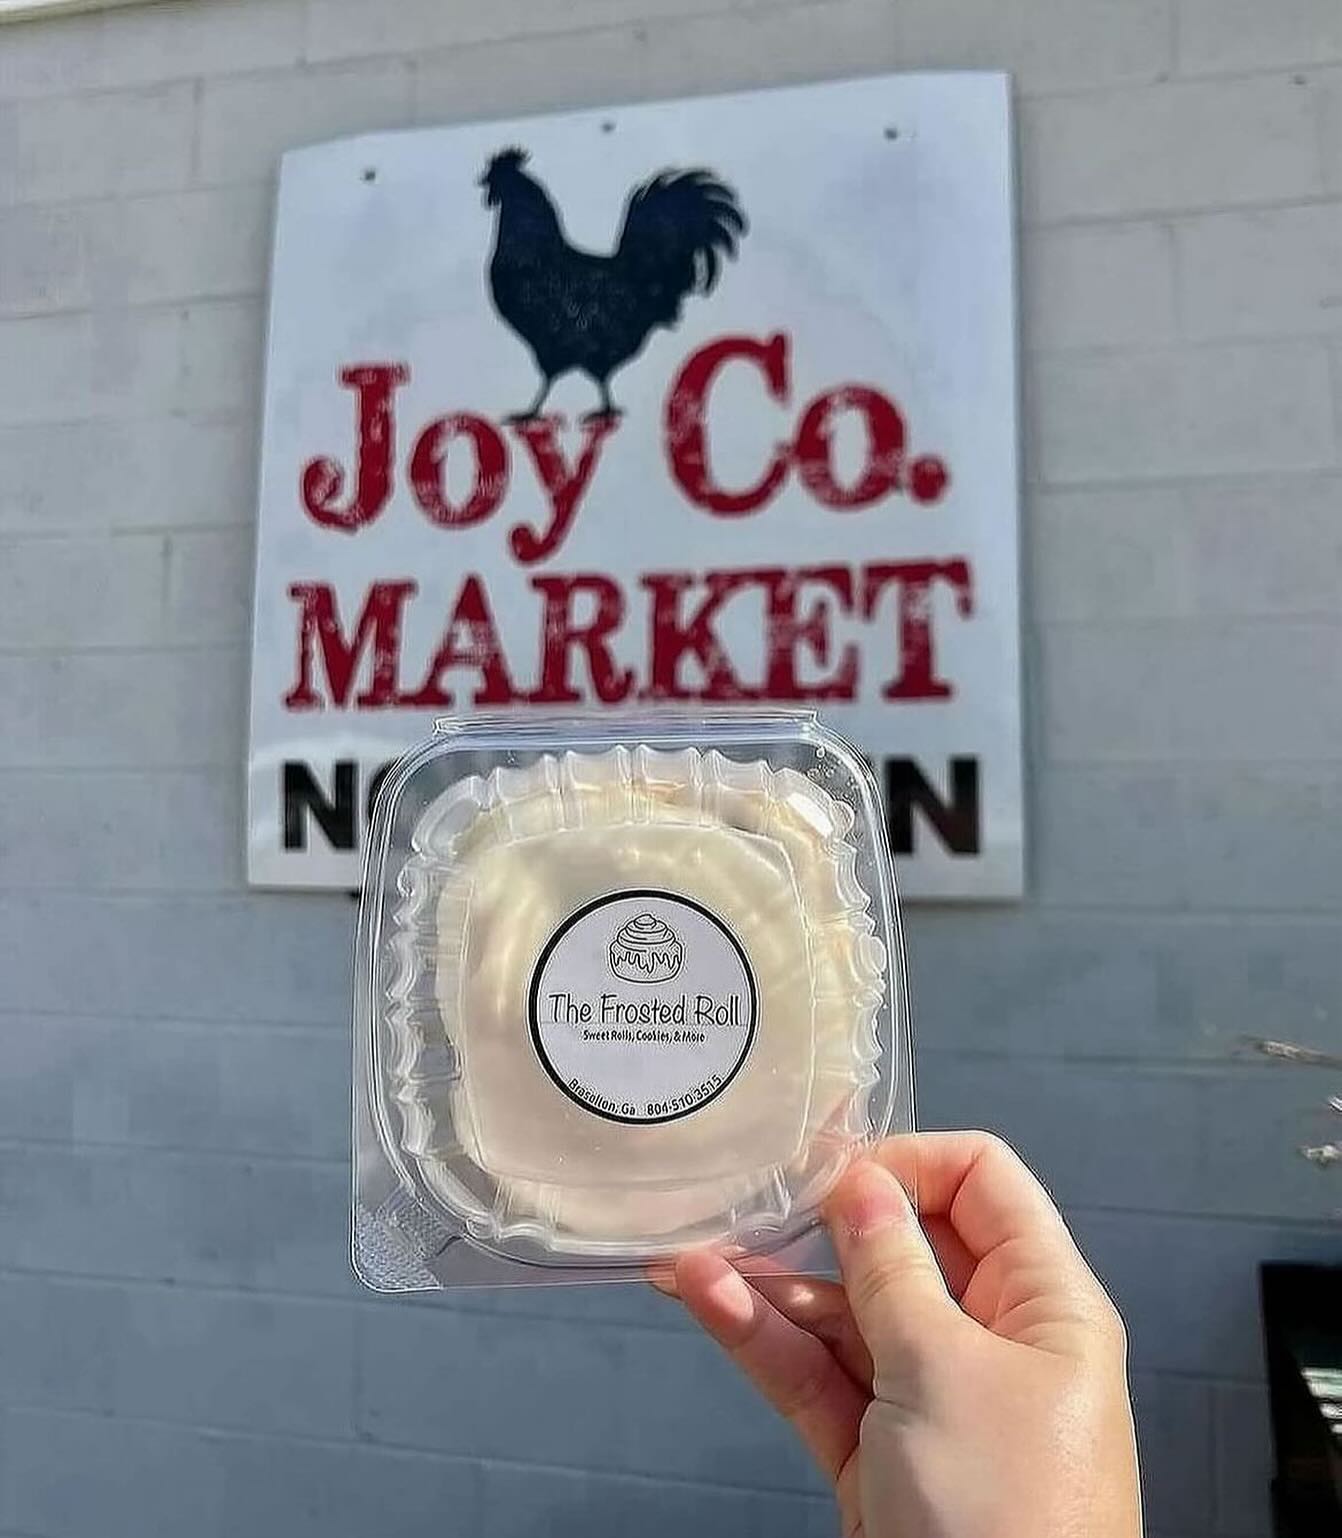 Joy Co.
MARKET
The Frosted Roll
Sweet Rolls, Cookies, & More
Braselton, Ga 804-510-3515